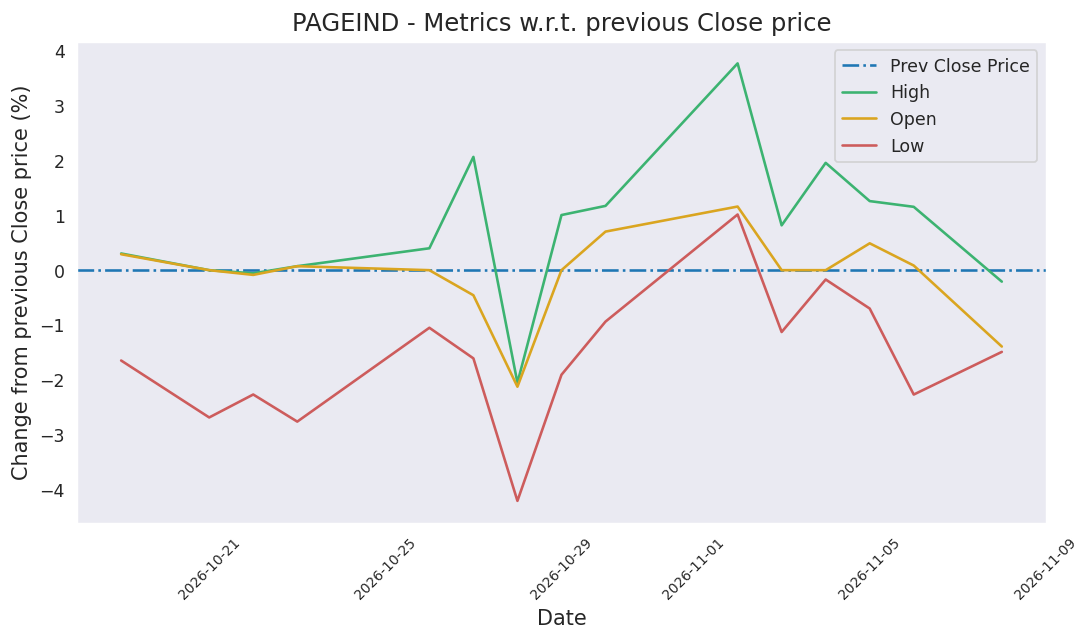 PAGEIND - Metrics w.r.t. previous Close price
Change from previous Close price (%)
4
3
2
1
0
−1
−2
−3
−4
Prev Close Price
High
Open
Low
2026-10-21
2026-10-25
2026-10-29
2026-11-01
2026-11-05
2026-11-09
Date